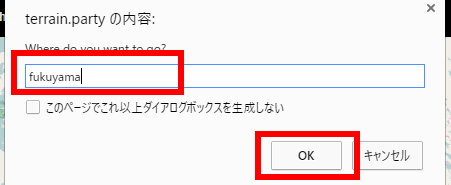 terrain.party の内容:
Where do you want to go?
fukuyama
このページでこれ以上ダイアログボックスを生成しない
OK キャンセル